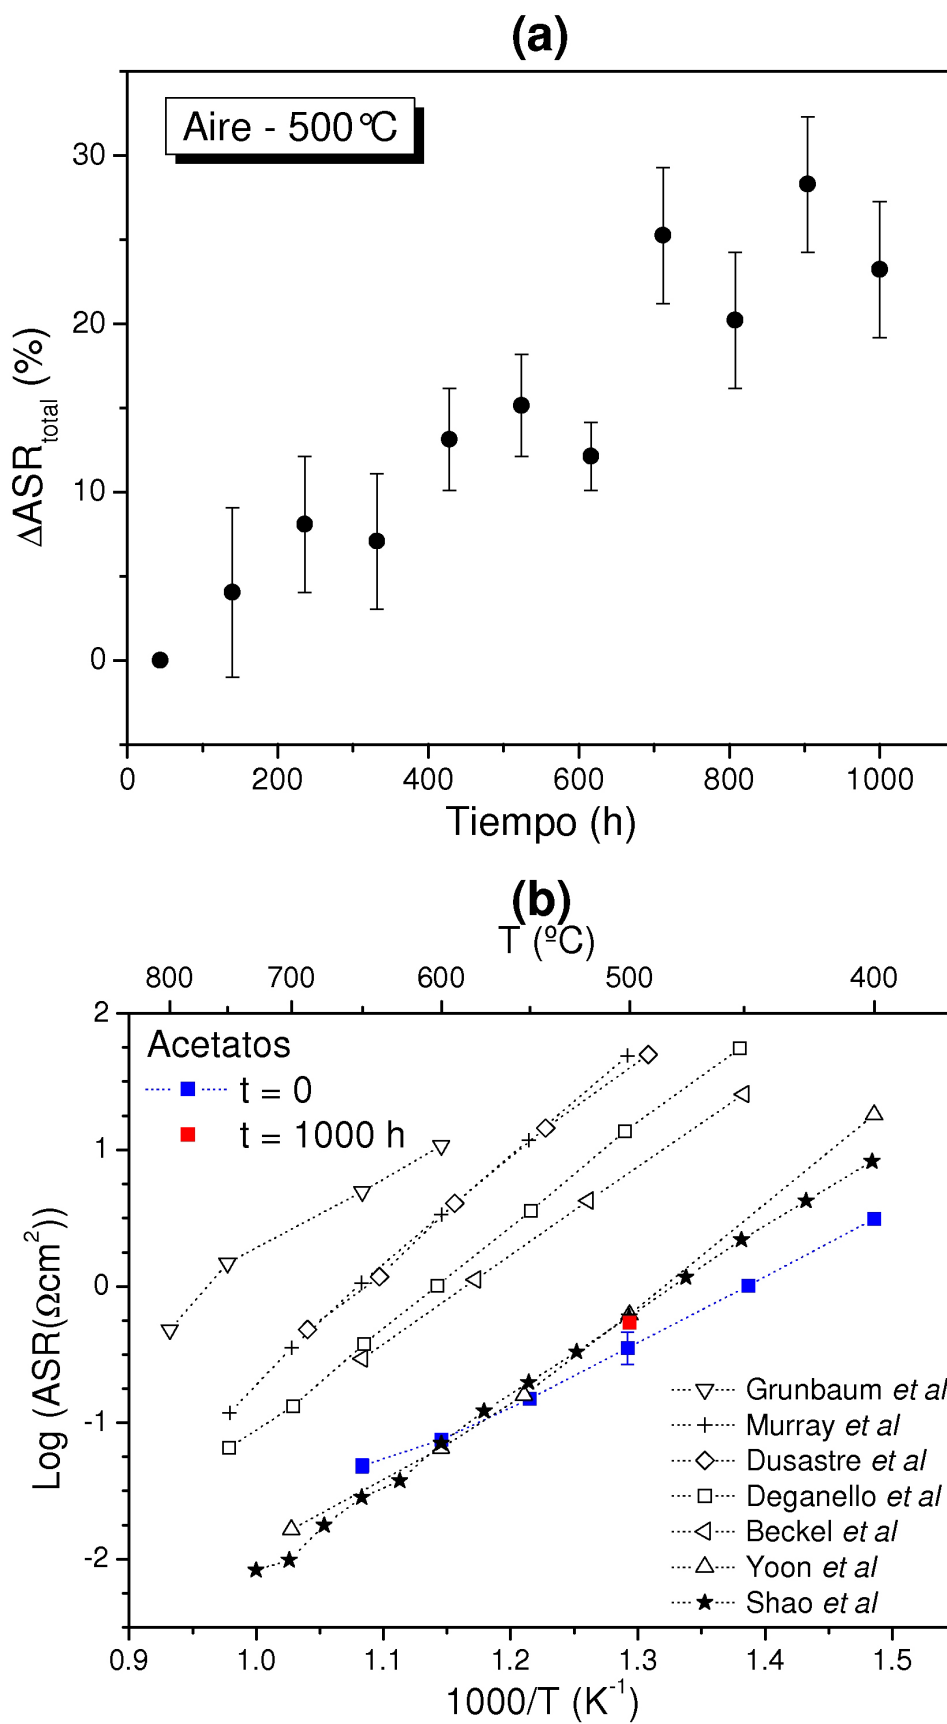 (a)
Aire - 500°C
30
20
10
0
ΔASR_total (%)
0 200 400 600 800 1000
Tiempo (h)
(b)
T (ºC)
800 700 600 500 400
2
1
0
-1
-2
Log (ASR(Ωcm²))
Acetatos
t = 0
t = 1000 h
Grunbaum et al
Murray et al
Dusastre et al
Deganello et al
Beckel et al
Yoon et al
Shao et al
0.9 1.0 1.1 1.2 1.3 1.4 1.5
1000/T (K⁻¹)